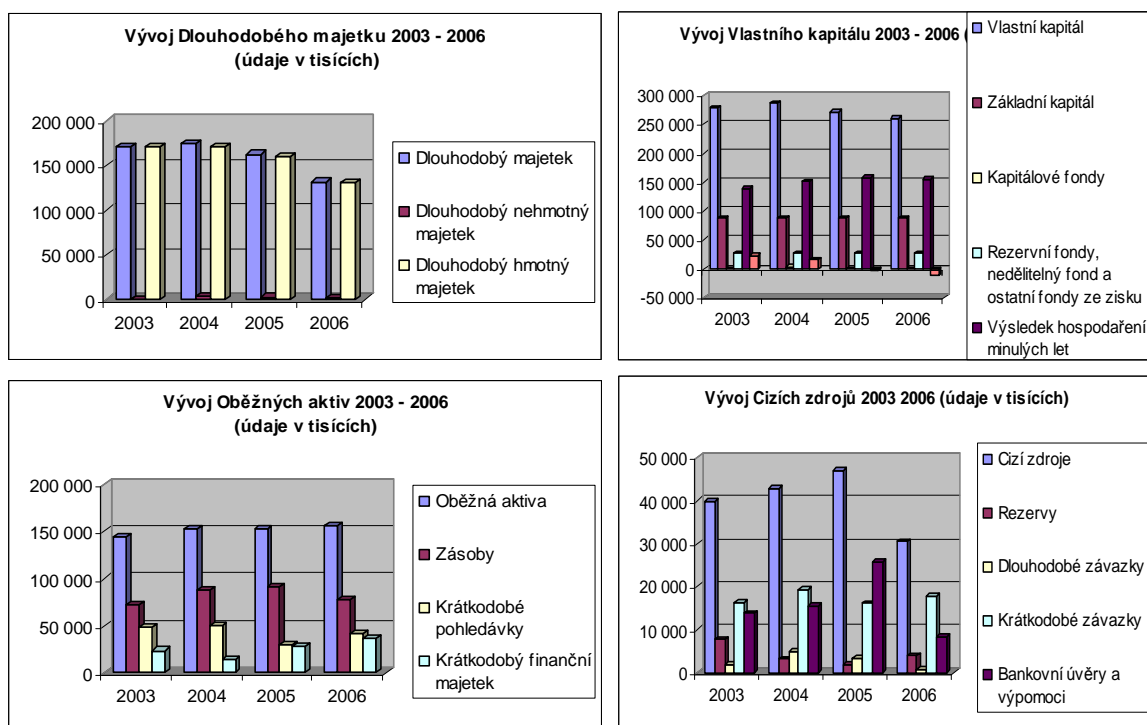 Vývoj Dlouhodobého majetku 2003 - 2006
(údaje v tisících)
200 000
150 000
100 000
50 000
0
2003 2004 2005 2006
Dlouhodobý majetek
Dlouhodobý nehmotný
majetek
Dlouhodobý hmotný
majetek
Vývoj Vlastního kapitálu 2003 - 2006 (
300 000
250 000
200 000
150 000
100 000
50 000
0
-50 000
2003 2004 2005 2006
Vlastní kapitál
Základní kapitál
Kapitálové fondy
Rezervní fondy,
nedělitelný fond a
ostatní fondy ze zisku
Výsledek hospodaření
minulých let
Vývoj Oběžných aktiv 2003 - 2006
(údaje v tisících)
200 000
150 000
100 000
50 000
0
2003 2004 2005 2006
Oběžná aktiva
Zásoby
Krátkodobé
pohledávky
Krátkodobý finanční
majetek
Vývoj Cizích zdrojů 2003 2006 (údaje v tisících)
50 000
40 000
30 000
20 000
10 000
0
2003 2004 2005 2006
Cizí zdroje
Rezervy
Dlouhodobé závazky
Krátkodobé závazky
Bankovní úvěry a
výpomoci